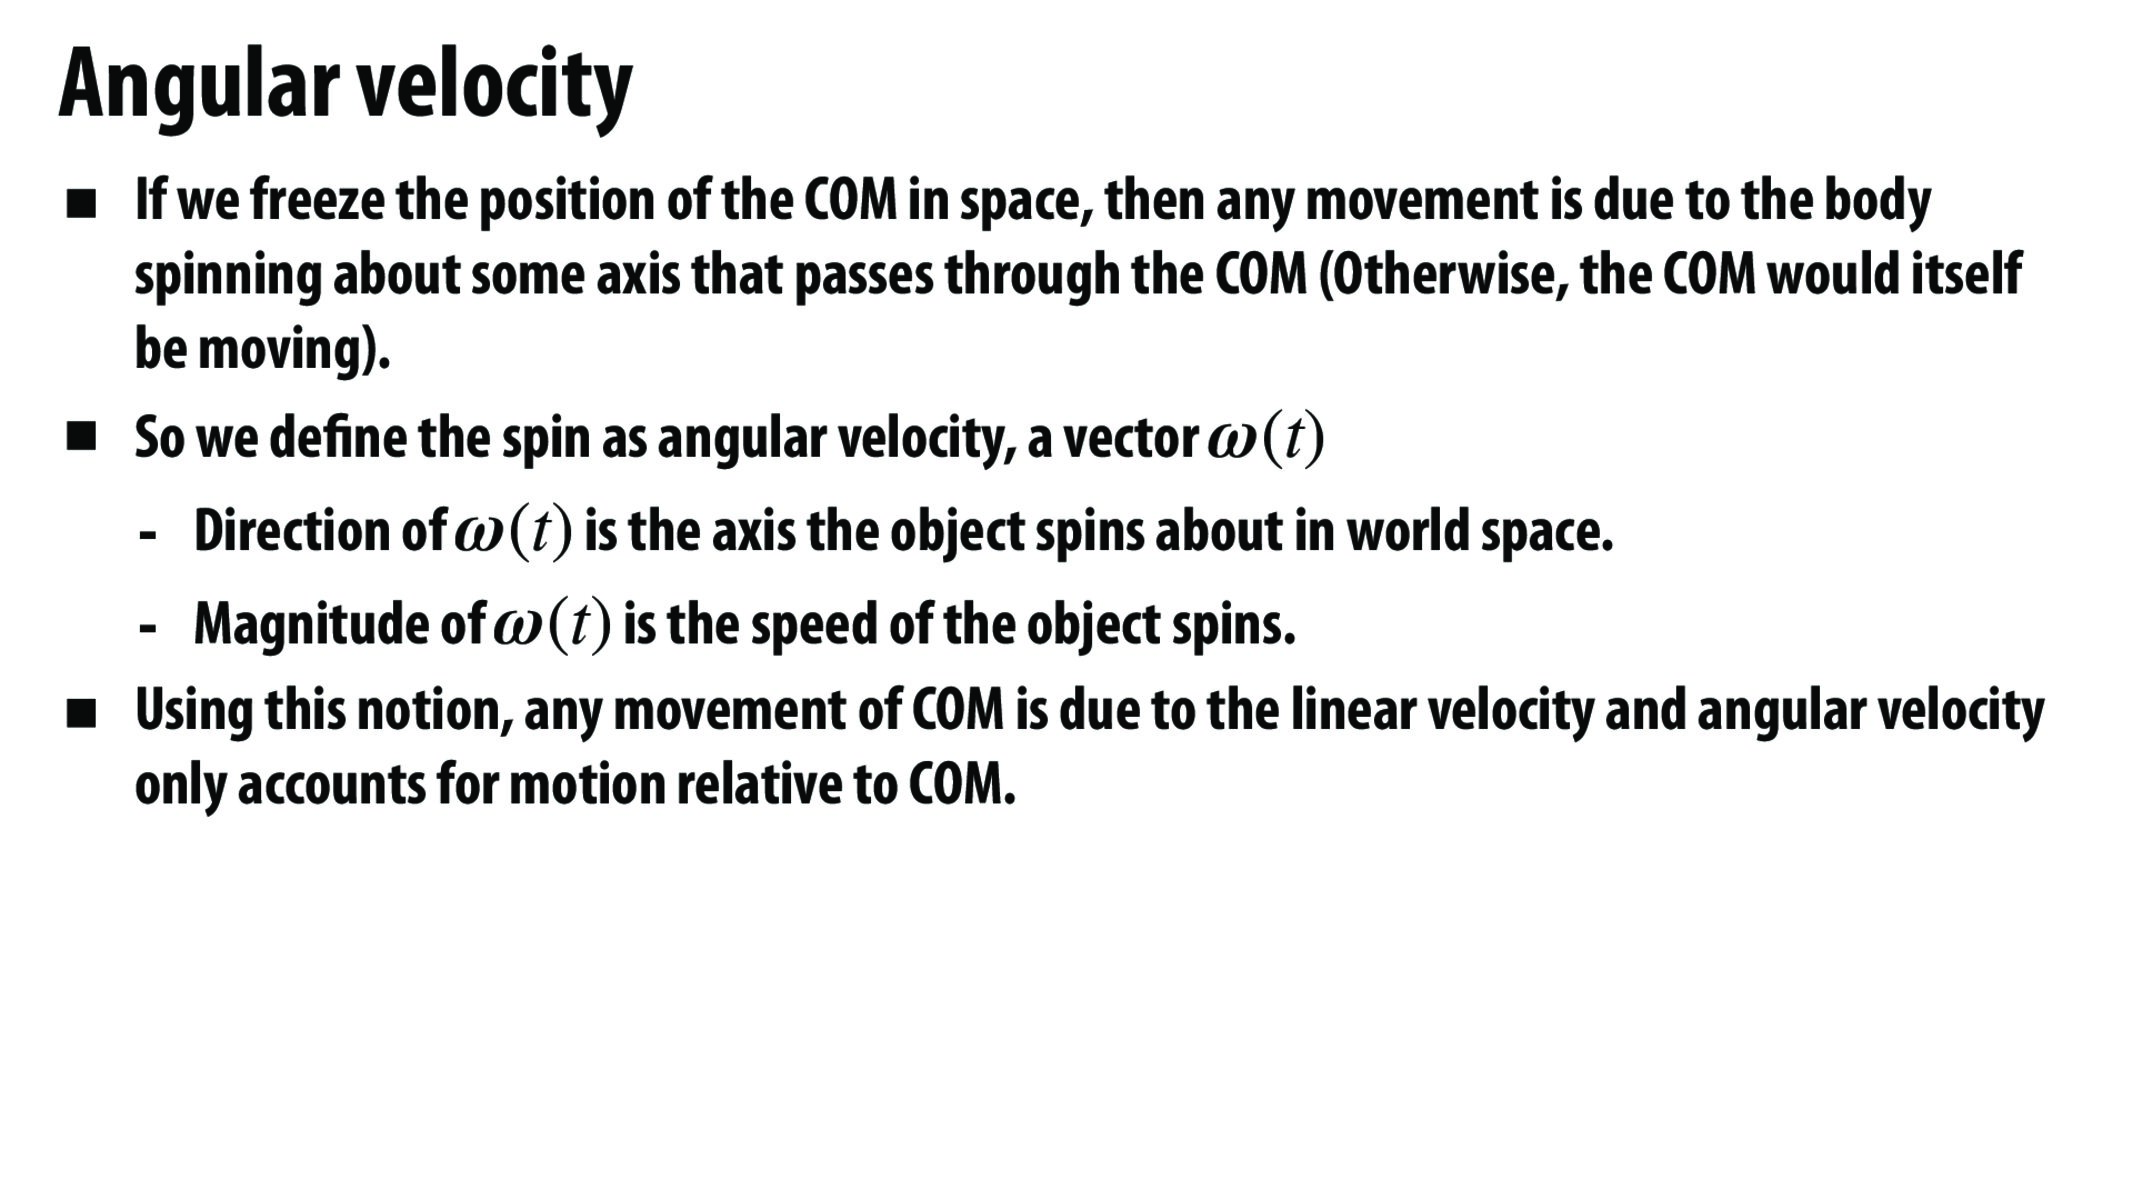 Angular velocity
■ If we freeze the position of the COM in space, then any movement is due to the body
spinning about some axis that passes through the COM (Otherwise, the COM would itself
be moving).
■ So we define the spin as angular velocity, a vector ω(t)
- Direction of ω(t) is the axis the object spins about in world space.
- Magnitude of ω(t) is the speed of the object spins.
■ Using this notion, any movement of COM is due to the linear velocity and angular velocity
only accounts for motion relative to COM.